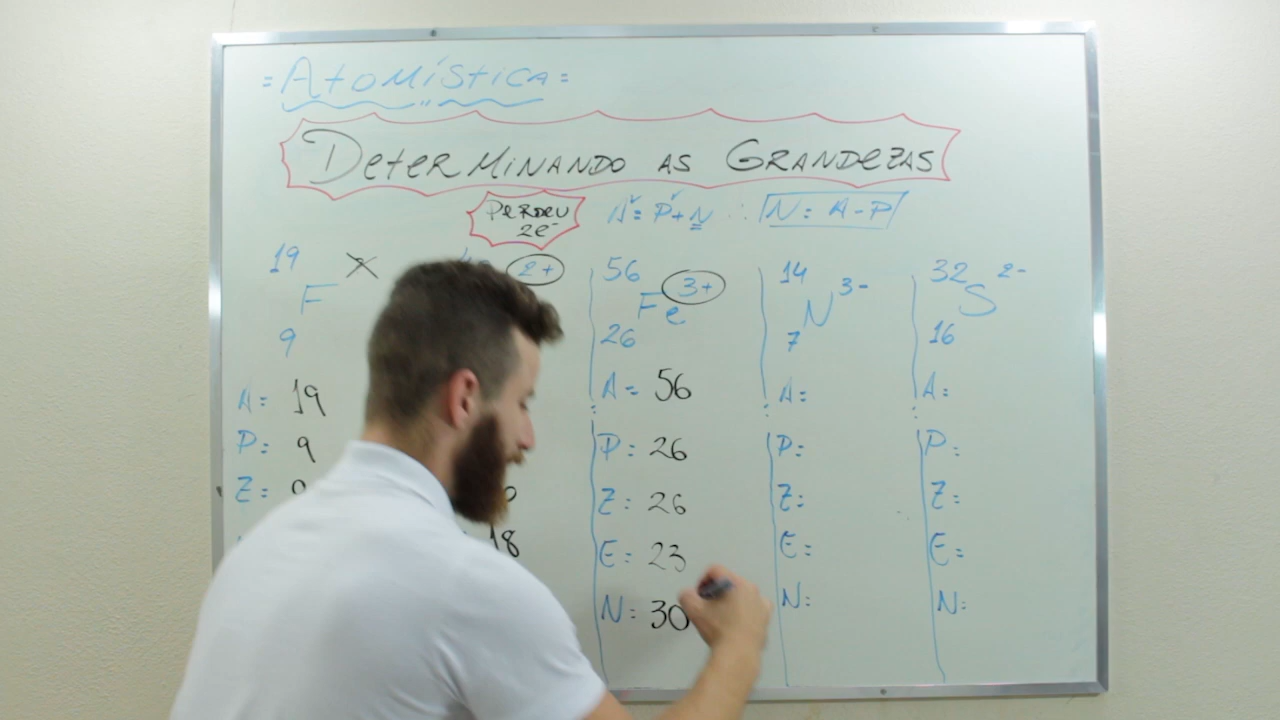 = ATOMÍSTICA =
DETERMINANDO AS GRANDEZAS
PERDEU
2e-
A = P + N ∴ N = A - P
19
F
9
A = 19
P = 9
Z =
2+
18
56 3+
Fe
26
A = 56
P = 26
Z = 26
E = 23
N = 30
14 3-
N
7
A =
P =
Z =
E =
N =
32 2-
S
16
A =
P =
Z =
E =
N =